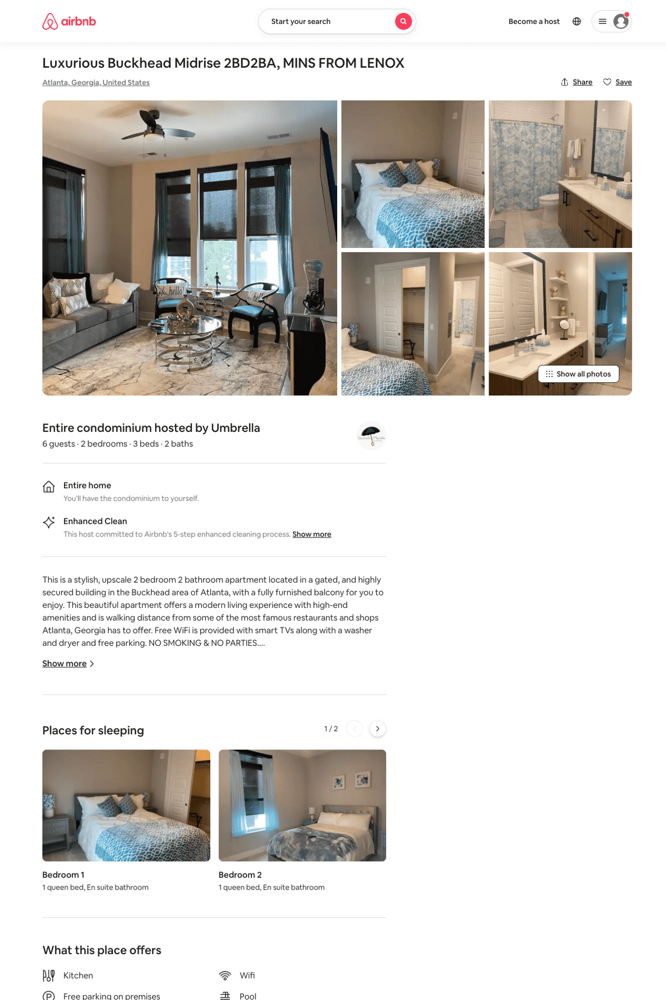 airbnb
Start your search
Become a host
Luxurious Buckhead Midrise 2BD2BA, MINS FROM LENOX
Atlanta, Georgia, United States
Share
Save
oh, hello!
Show all photos
Entire condominium hosted by Umbrella
6 guests · 2 bedrooms · 3 beds · 2 baths
Entire home
You'll have the condominium to yourself.
Enhanced Clean
This host committed to Airbnb's 5-step enhanced cleaning process. Show more
This is a stylish, upscale 2 bedroom 2 bathroom apartment located in a gated, and highly
secured building in the Buckhead area of Atlanta, with a fully furnished balcony for you to
enjoy. This beautiful apartment offers a modern living experience with high-end
amenities and is walking distance from some of the most famous restaurants and shops
Atlanta, Georgia has to offer. Free WiFi is provided with smart TVs along with a washer
and dryer and free parking. NO SMOKING & NO PARTIES....
Show more
Places for sleeping
1 / 2
Bedroom 1
1 queen bed, En suite bathroom
Bedroom 2
1 queen bed, En suite bathroom
What this place offers
Kitchen
Wifi
Free parking on premises
Pool